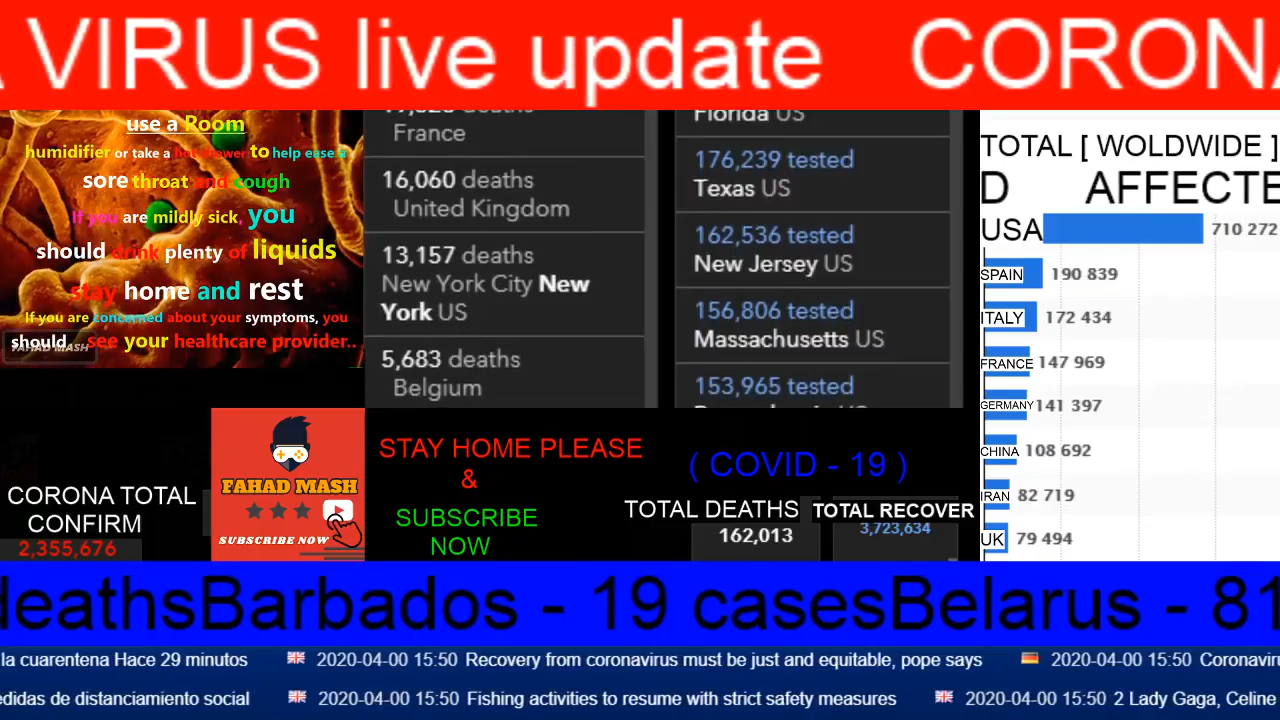 VIRUS live update CORONA
use a Room
humidifier or take a hot shower to help ease a
sore throat and cough
If you are mildly sick, you
should drink plenty of liquids
stay home and rest
If you are concerned about your symptoms, you
should see your healthcare provider..
FAHAD MASH
deaths
France
16,060 deaths
United Kingdom
13,157 deaths
New York City New
York US
5,683 deaths
Belgium
Florida US
176,239 tested
Texas US
162,536 tested
New Jersey US
156,806 tested
Massachusetts US
153,965 tested
TOTAL [ WOLDWIDE ]
D AFFECTE
USA 710 272
SPAIN 190 839
ITALY 172 434
FRANCE 147 969
GERMANY 141 397
CHINA 108 692
IRAN 82 719
UK 79 494
CORONA TOTAL
CONFIRM
2,355,676
FAHAD MASH
SUBSCRIBE NOW
STAY HOME PLEASE
&
SUBSCRIBE
NOW
( COVID - 19 )
TOTAL DEATHS
162,013
TOTAL RECOVER
3,723,634
deathsBarbados - 19 casesBelarus - 81
la cuarentena Hace 29 minutos 2020-04-00 15:50 Recovery from coronavirus must be just and equitable, pope says 2020-04-00 15:50 Coronavir
edidas de distanciamiento social 2020-04-00 15:50 Fishing activities to resume with strict safety measures 2020-04-00 15:50 2 Lady Gaga, Celine